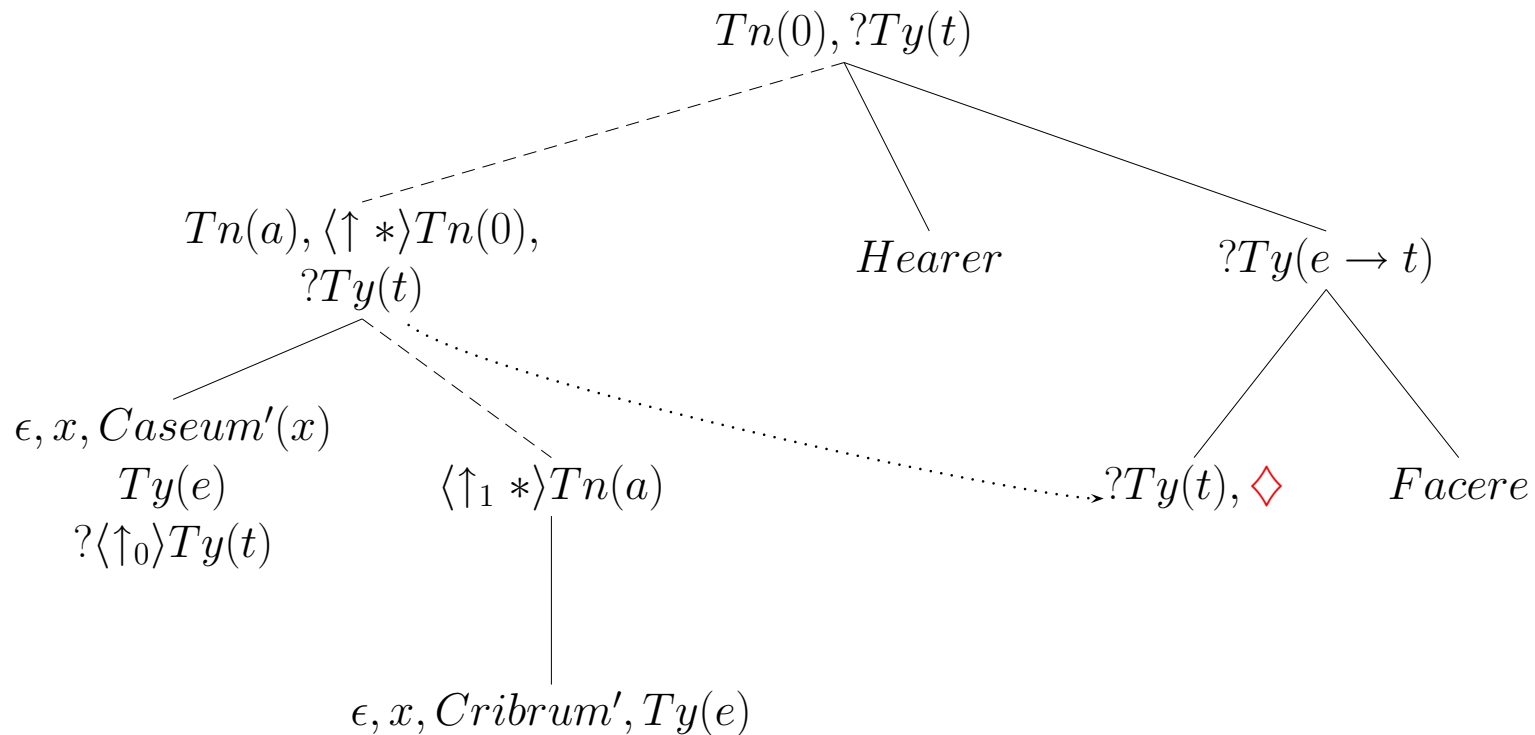 Tn(0), ?Ty(t)
Tn(a), ⟨↑ *⟩Tn(0),
?Ty(t)
Hearer
?Ty(e → t)
ϵ, x, Caseum′(x)
Ty(e)
?⟨↑₀⟩Ty(t)
⟨↑₁ *⟩Tn(a)
?Ty(t), ♢
Facere
ϵ, x, Cribrum′, Ty(e)